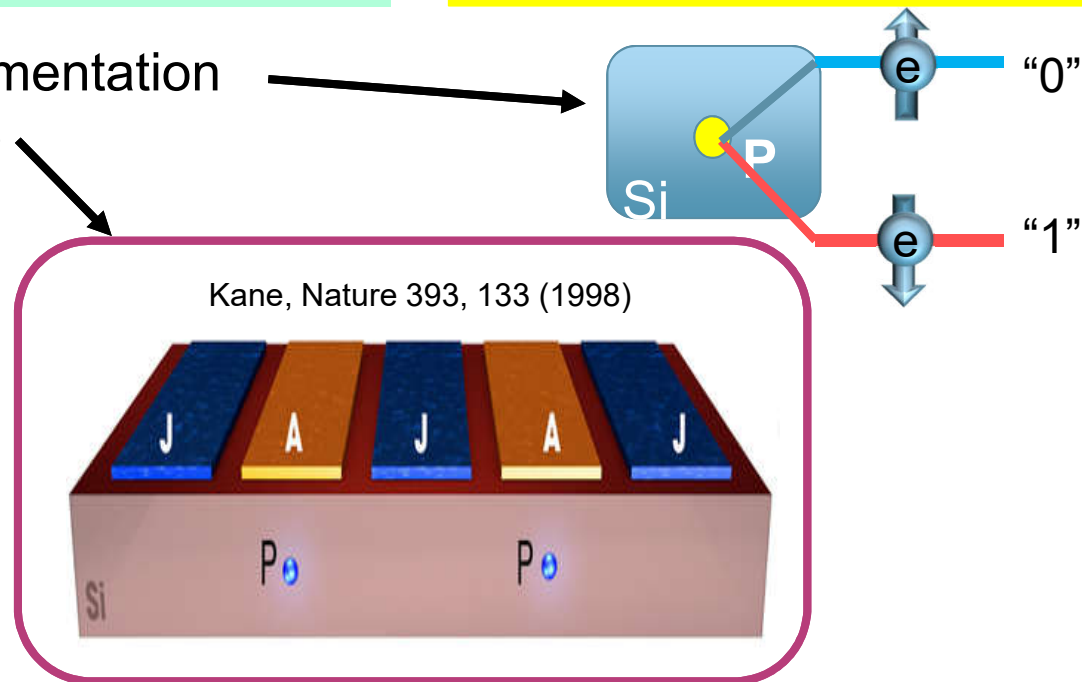 mentation
P
Si
e
“0”
e
“1”
Kane, Nature 393, 133 (1998)
J A J A J
P P
Si